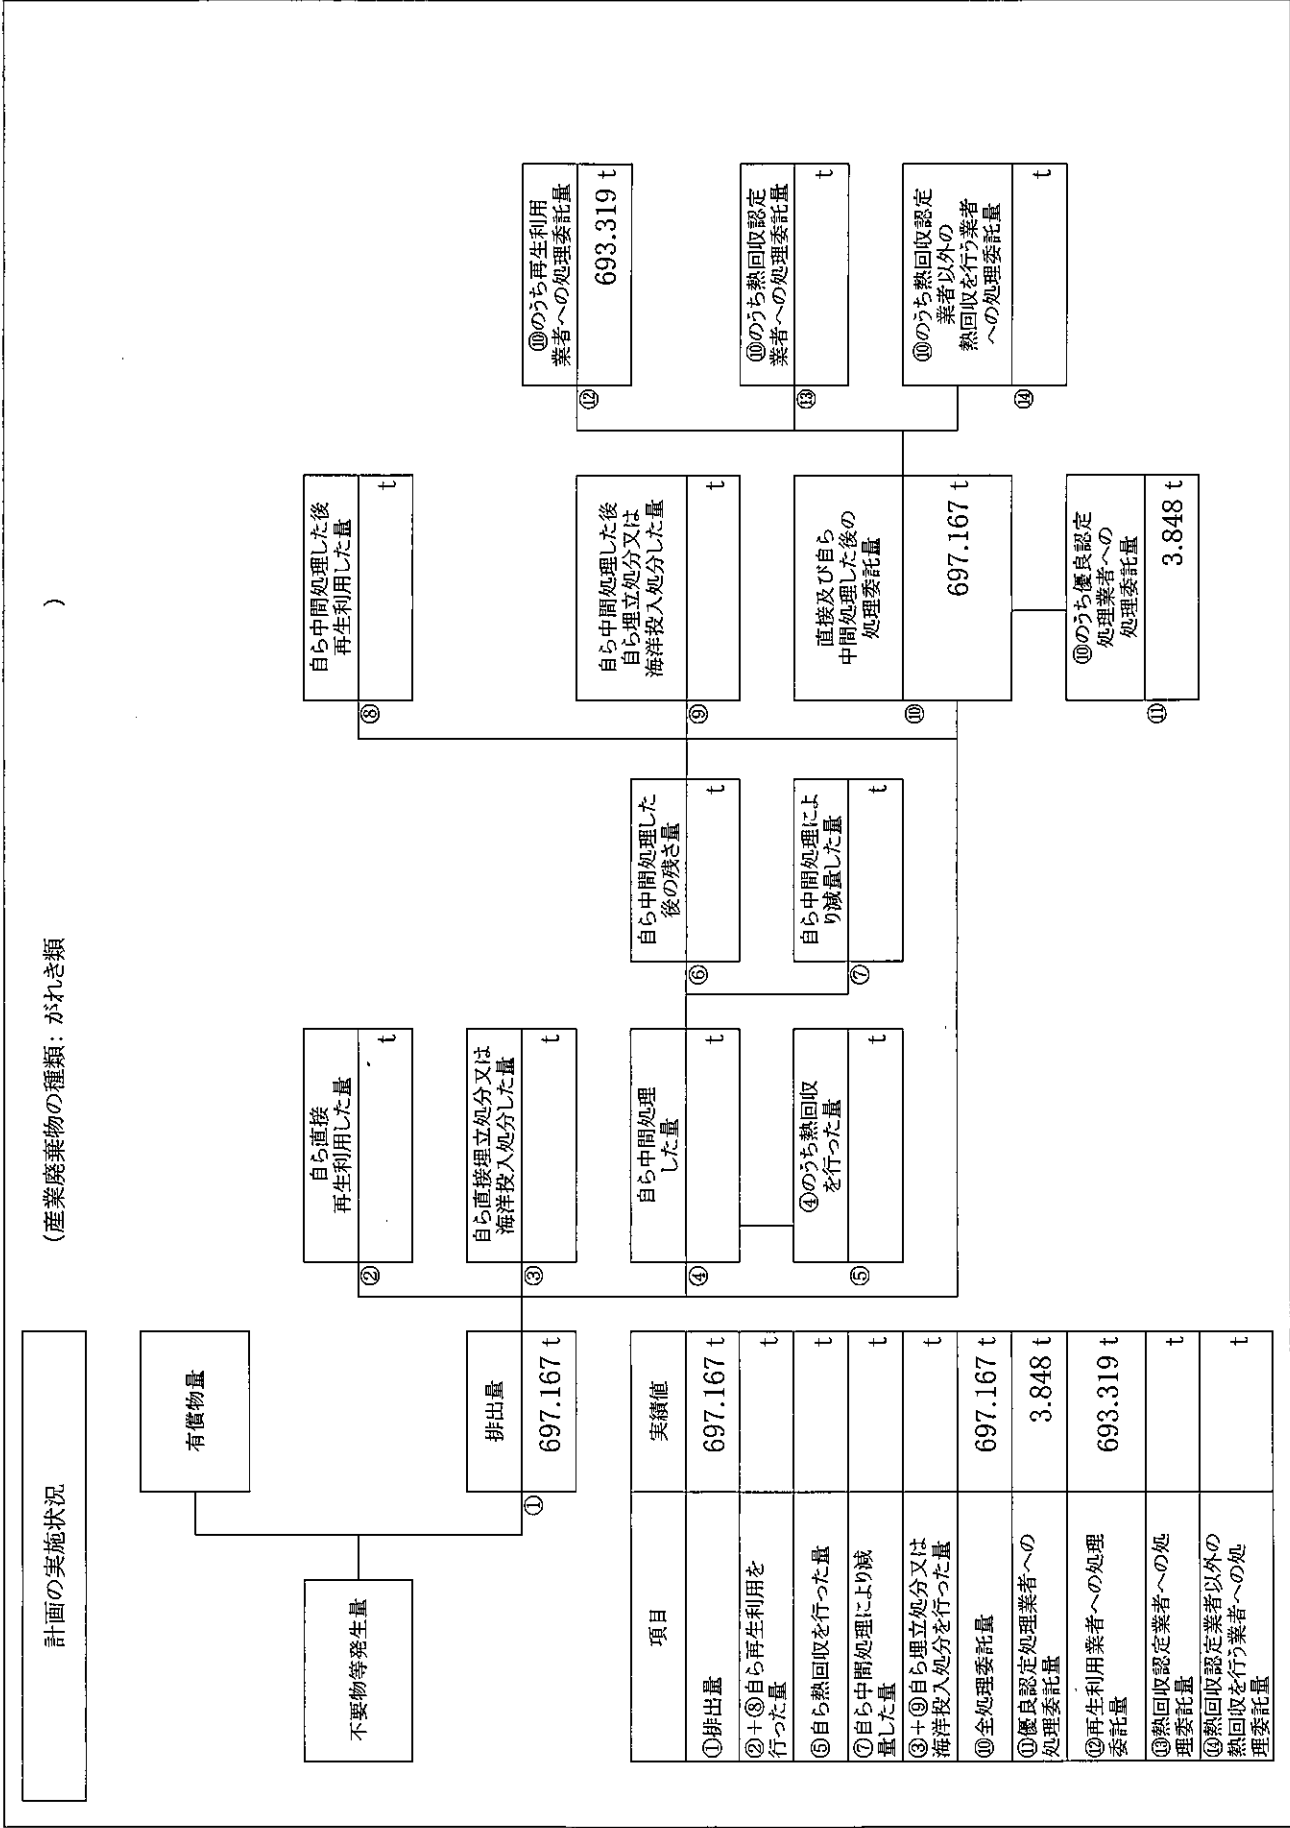 計画の実施状況
(産業廃棄物の種類：がれき類 )
不要物等発生量
有償物量
排出量
① 697.167 t
自ら直接
再生利用した量
② t
自ら直接埋立処分又は
海洋投入処分した量
③ t
自ら中間処理
した量
④ t
④のうち熱回収
を行った量
⑤ t
自ら中間処理した
後の残さ量
⑥ t
自ら中間処理によ
り減量した量
⑦ t
自ら中間処理した後
再生利用した量
⑧ t
自ら中間処理した後
自ら埋立処分又は
海洋投入処分した量
⑨ t
直接及び自ら
中間処理した後の
処理委託量
⑩ 697.167 t
⑩のうち優良認定
処理業者への
処理委託量
⑪ 3.848 t
⑩のうち再生利用
業者への処理委託量
⑫ 693.319 t
⑩のうち熱回収認定
業者への処理委託量
⑬ t
⑩のうち熱回収認定
業者以外の
熱回収を行う業者
への処理委託量
⑭ t
項目 実績値
①排出量 697.167 t
②+⑧自ら再生利用を
行った量 t
⑤自ら熱回収を行った量 t
⑦自ら中間処理により減
量した量 t
③+⑨自ら埋立処分又は
海洋投入処分を行った量 t
⑩全処理委託量 697.167 t
⑪優良認定処理業者への
処理委託量 3.848 t
⑫再生利用業者への処理
委託量 693.319 t
⑬熱回収認定業者への処
理委託量 t
⑭熱回収認定業者以外の
熱回収を行う業者への処
理委託量 t